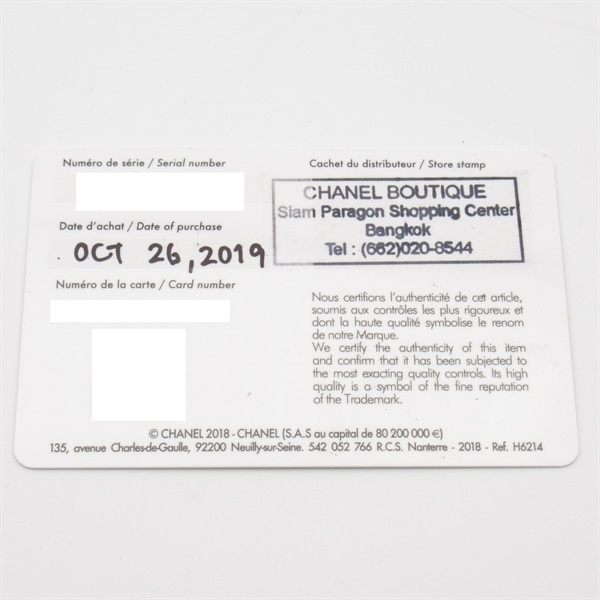 Numéro de série / Serial number
Cachet du distributeur / Store stamp
CHANEL BOUTIQUE
Siam Paragon Shopping Center
Bangkok
Tel : (662)020-8544
Date d'achat / Date of purchase
OCT 26, 2019
Numéro de la carte / Card number
Nous certifions l'authenticité de cet article,
soumis aux contrôles les plus rigoureux et
dont la haute qualité symbolise le renom
de notre Marque.
We certify the authenticity of this item
and confirm that it has been subjected to
the most exacting quality controls. Its high
quality is a symbol of the fine reputation
of the Trademark.
© CHANEL 2018 - CHANEL (S.A.S au capital de 80 200 000 €)
135, avenue Charles-de-Gaulle, 92200 Neuilly-sur-Seine. 542 052 766 R.C.S. Nanterre - 2018 - Ref. H6214